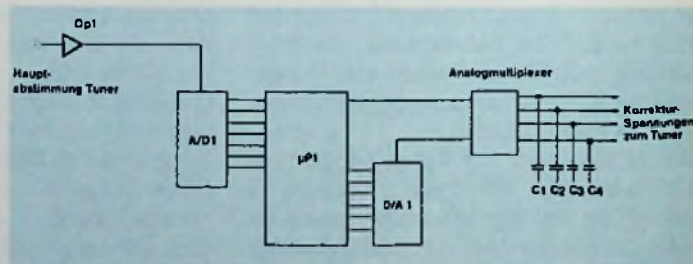 Op1
Haupt-
abstimmung Tuner
A/D1
µP1
D/A 1
Analogmultiplexer
Korrektur-
Spannungen
zum Tuner
C1 C2 C3 C4